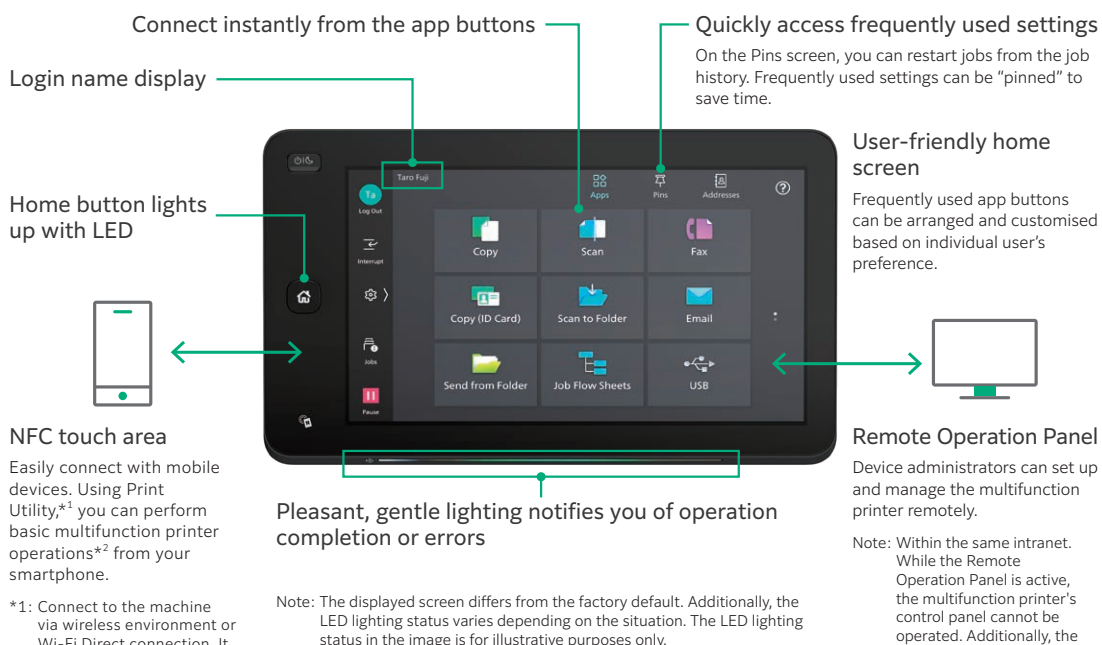 Connect instantly from the app buttons
Quickly access frequently used settings
On the Pins screen, you can restart jobs from the job
history. Frequently used settings can be “pinned” to
save time.
Login name display
User-friendly home
screen
Frequently used app buttons
can be arranged and customised
based on individual user's
preference.
Home button lights
up with LED
Taro Fuji
Ta
Log Out
Apps
Pins
Addresses
?
Interrupt
Copy
Scan
Fax
Copy (ID Card)
Scan to Folder
Email
Jobs
Send from Folder
Job Flow Sheets
USB
Pause
NFC touch area
Easily connect with mobile
devices. Using Print
Utility,*1 you can perform
basic multifunction printer
operations*2 from your
smartphone.
*1: Connect to the machine
via wireless environment or
Wi-Fi Direct connection. It
Pleasant, gentle lighting notifies you of operation
completion or errors
Note: The displayed screen differs from the factory default. Additionally, the
LED lighting status varies depending on the situation. The LED lighting
status in the image is for illustrative purposes only.
Remote Operation Panel
Device administrators can set up
and manage the multifunction
printer remotely.
Note: Within the same intranet.
While the Remote
Operation Panel is active,
the multifunction printer's
control panel cannot be
operated. Additionally, the